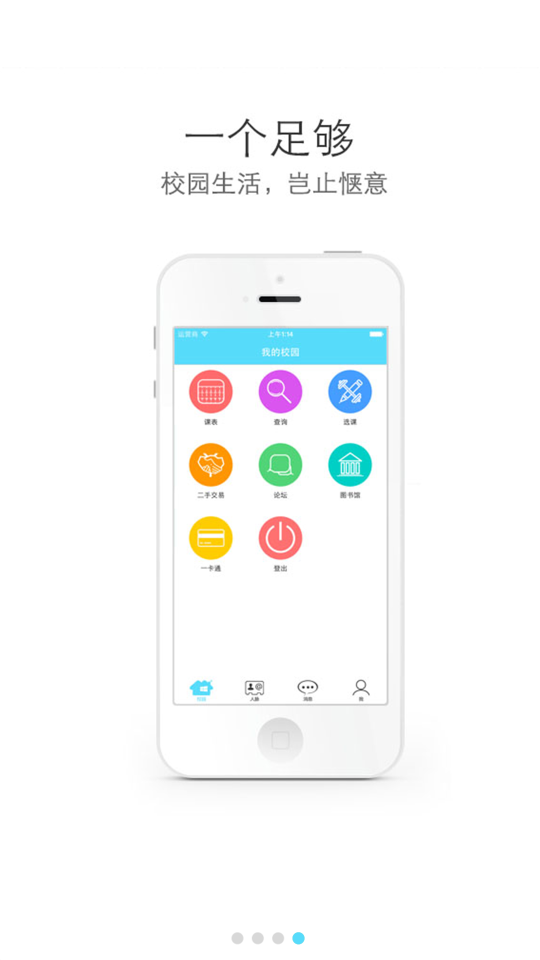 一个足够
校园生活，岂止惬意
运营商 上午1:14
我的校园
课表 查询 选课
二手交易 论坛 图书馆
一卡通 登出
校园 人脉 消息 我